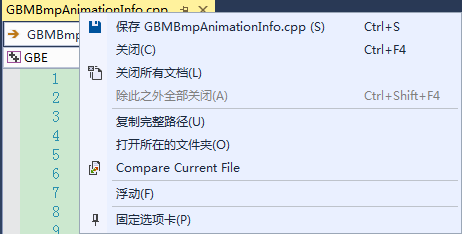 GBMBmpAnimationInfo.cpp
保存 GBMBmpAnimationInfo.cpp (S) Ctrl+S
GBMBmp
关闭(C) Ctrl+F4
GBE
关闭所有文档(L)
1
除此之外全部关闭(A) Ctrl+Shift+F4
2
3
复制完整路径(U)
4
打开所在的文件夹(O)
5
6
Compare Current File
7
浮动(F)
8
固定选项卡(P)
9